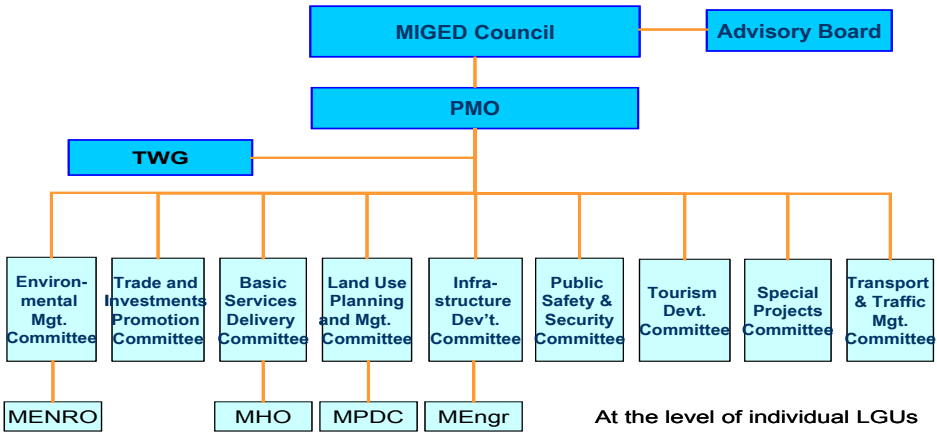 MIGED Council
Advisory Board
PMO
TWG
Environ-
mental
Mgt.
Committee
Trade and
Investments
Promotion
Committee
Basic
Services
Delivery
Committee
Land Use
Planning
and Mgt.
Committee
Infra-
structure
Dev't.
Committee
Public
Safety &
Security
Committee
Tourism
Devt.
Committee
Special
Projects
Committee
Transport
& Traffic
Mgt.
Committee
MENRO
MHO
MPDC
MEngr
At the level of individual LGUs